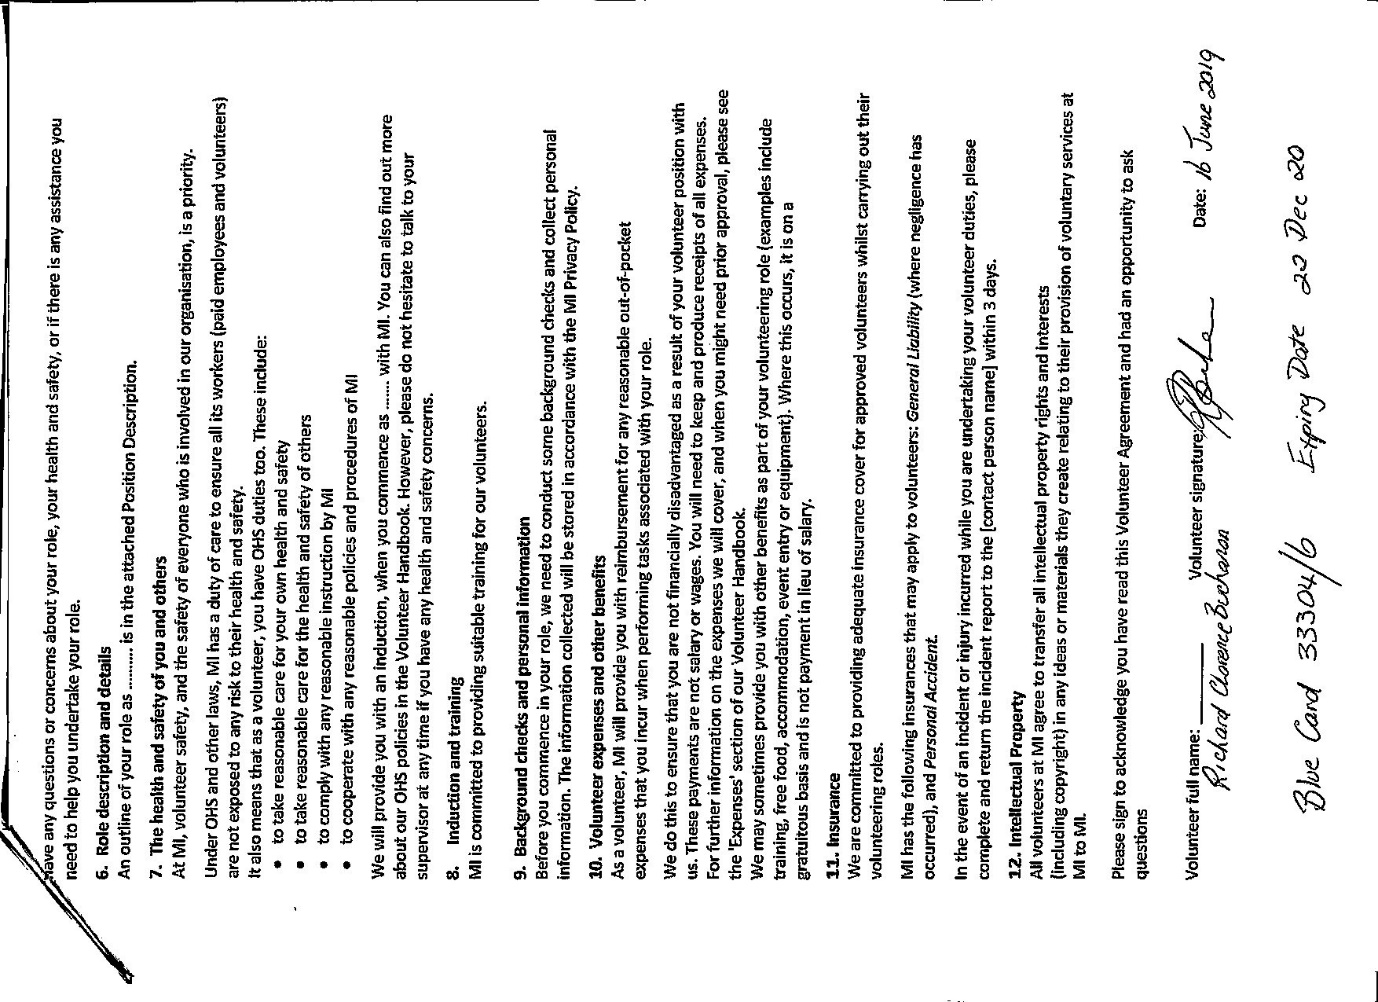 have any questions or concerns about your role, your health and safety, or if there is any assistance you
need to help you undertake your role.
6. Role description and details
An outline of your role as ........... is in the attached Position Description.
7. The health and safety of you and others
At MI, volunteer safety, and the safety of everyone who is involved in our organisation, is a priority.
Under OHS and other laws, MI has a duty of care to ensure all its workers (paid employees and volunteers)
are not exposed to any risk to their health and safety.
It also means that as a volunteer, you have OHS duties too. These include:
• to take reasonable care for your own health and safety
• to take reasonable care for the health and safety of others
• to comply with any reasonable instruction by MI
• to cooperate with any reasonable policies and procedures of MI
We will provide you with an induction, when you commence as ....... with MI. You can also find out more
about our OHS policies in the Volunteer Handbook. However, please do not hesitate to talk to your
supervisor at any time if you have any health and safety concerns.
8. Induction and training
MI is committed to providing suitable training for our volunteers.
9. Background checks and personal information
Before you commence in your role, we need to conduct some background checks and collect personal
information. The information collected will be stored in accordance with the MI Privacy Policy.
10. Volunteer expenses and other benefits
As a volunteer, MI will provide you with reimbursement for any reasonable out-of-pocket
expenses that you incur when performing tasks associated with your role.
We do this to ensure that you are not financially disadvantaged as a result of your volunteer position with
us. These payments are not salary or wages. You will need to keep and produce receipts of all expenses.
For further information on the expenses we will cover, and when you might need prior approval, please see
the 'Expenses' section of our Volunteer Handbook.
We may sometimes provide you with other benefits as part of your volunteering role (examples include
training, free food, accommodation, event entry or equipment). Where this occurs, it is on a
gratuitous basis and is not payment in lieu of salary.
11. Insurance
We are committed to providing adequate insurance cover for approved volunteers whilst carrying out their
volunteering roles.
MI has the following insurances that may apply to volunteers: General Liability (where negligence has
occurred), and Personal Accident.
In the event of an incident or injury incurred while you are undertaking your volunteer duties, please
complete and return the incident report to the [contact person name] within 3 days.
12. Intellectual Property
All volunteers at MI agree to transfer all intellectual property rights and interests
(including copyright) in any ideas or materials they create relating to their provision of voluntary services at
MI to MI.
Please sign to acknowledge you have read this Volunteer Agreement and had an opportunity to ask
questions
Volunteer full name: ________ Volunteer signature: Date: 16 June 2019
Richard Clarence Buchanan
Blue Card 33304/6 Expiry Date 20 Dec 20